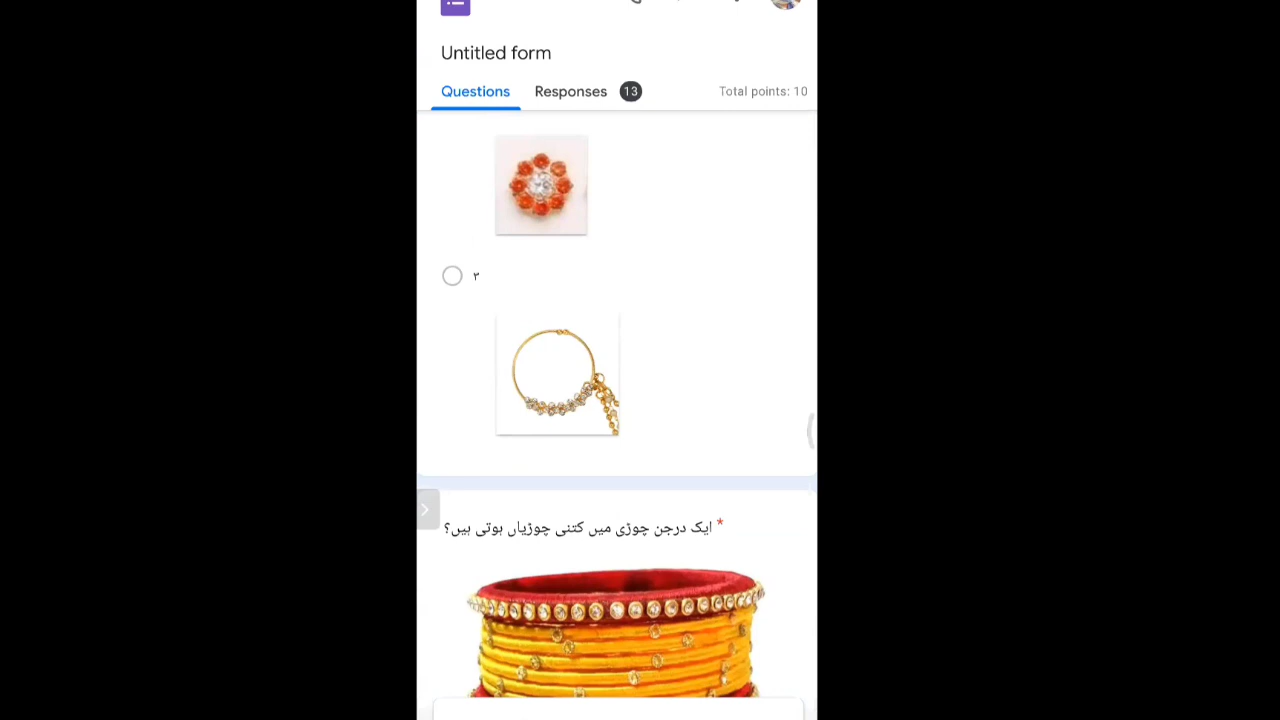 Untitled form
Questions Responses 13 Total points: 10
۳
ایک درجن چوڑی میں کتنی چوڑیاں ہوتی ہیں؟ *